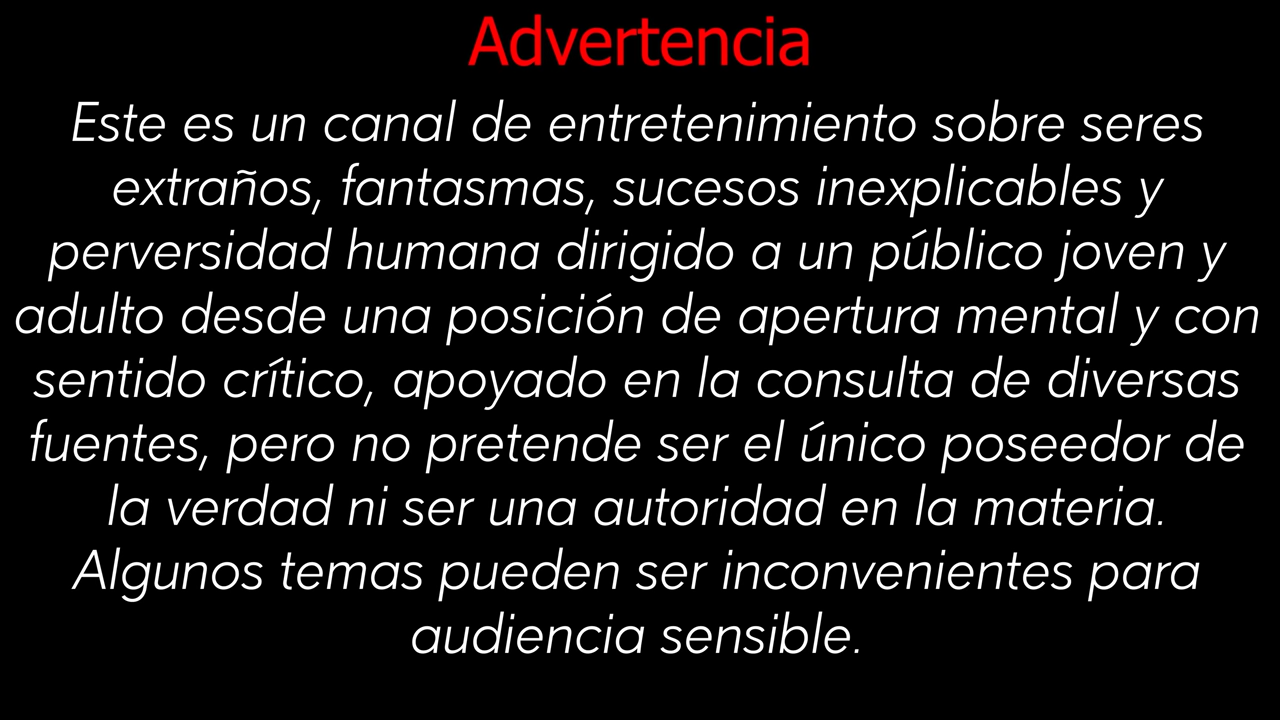 Advertencia
Este es un canal de entretenimiento sobre seres
extraños, fantasmas, sucesos inexplicables y
perversidad humana dirigido a un público joven y
adulto desde una posición de apertura mental y con
sentido crítico, apoyado en la consulta de diversas
fuentes, pero no pretende ser el único poseedor de
la verdad ni ser una autoridad en la materia.
Algunos temas pueden ser inconvenientes para
audiencia sensible.